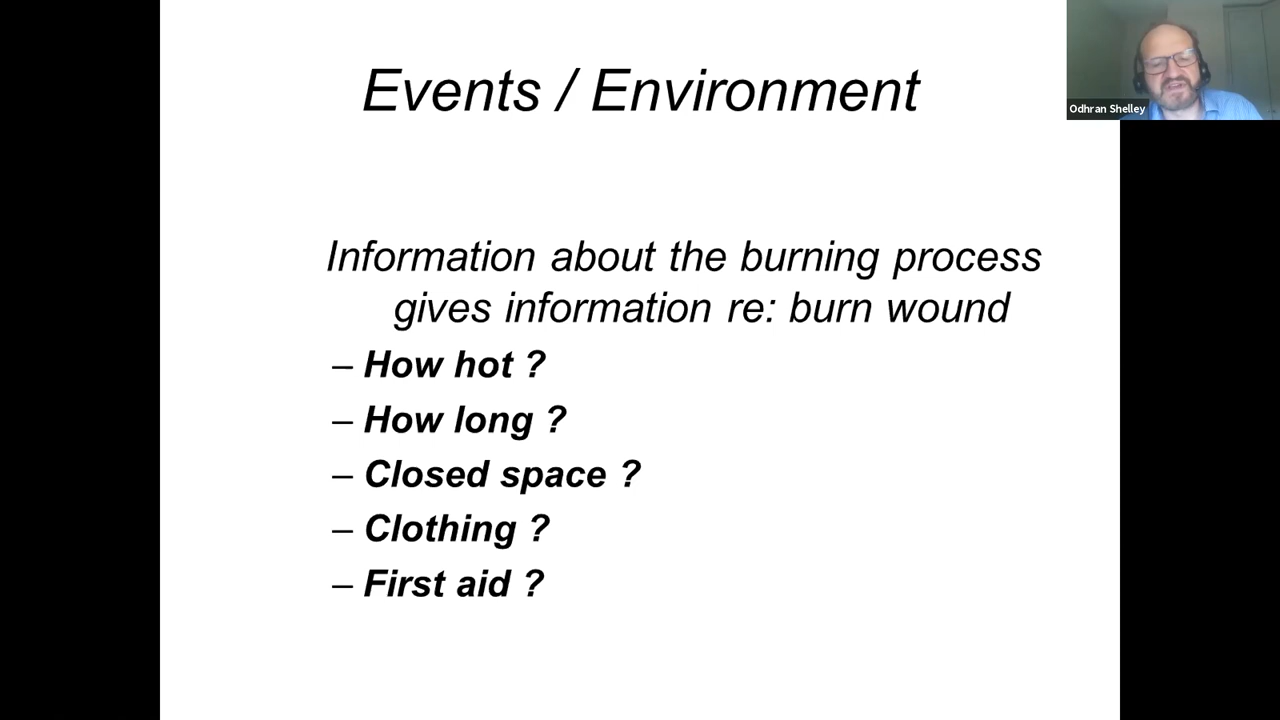 Events / Environment
Odhran Shelley
Information about the burning process
gives information re: burn wound
– How hot ?
– How long ?
– Closed space ?
– Clothing ?
– First aid ?